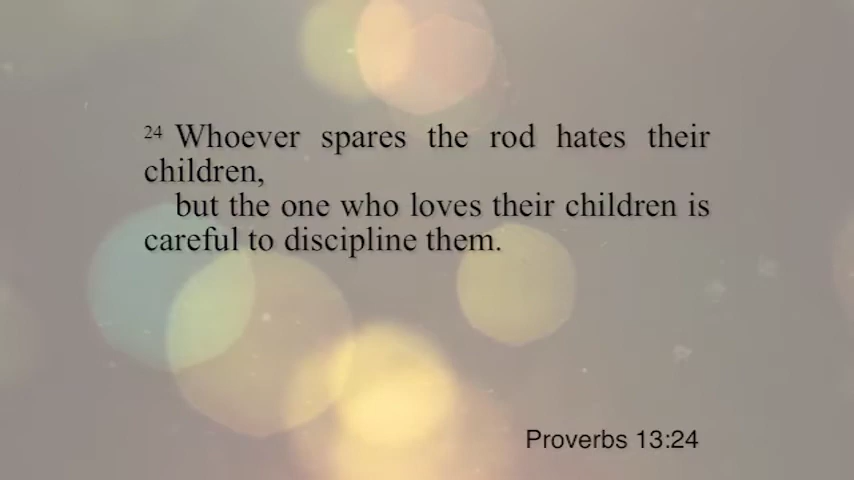 24 Whoever spares the rod hates their
children,
but the one who loves their children is
careful to discipline them.
Proverbs 13:24